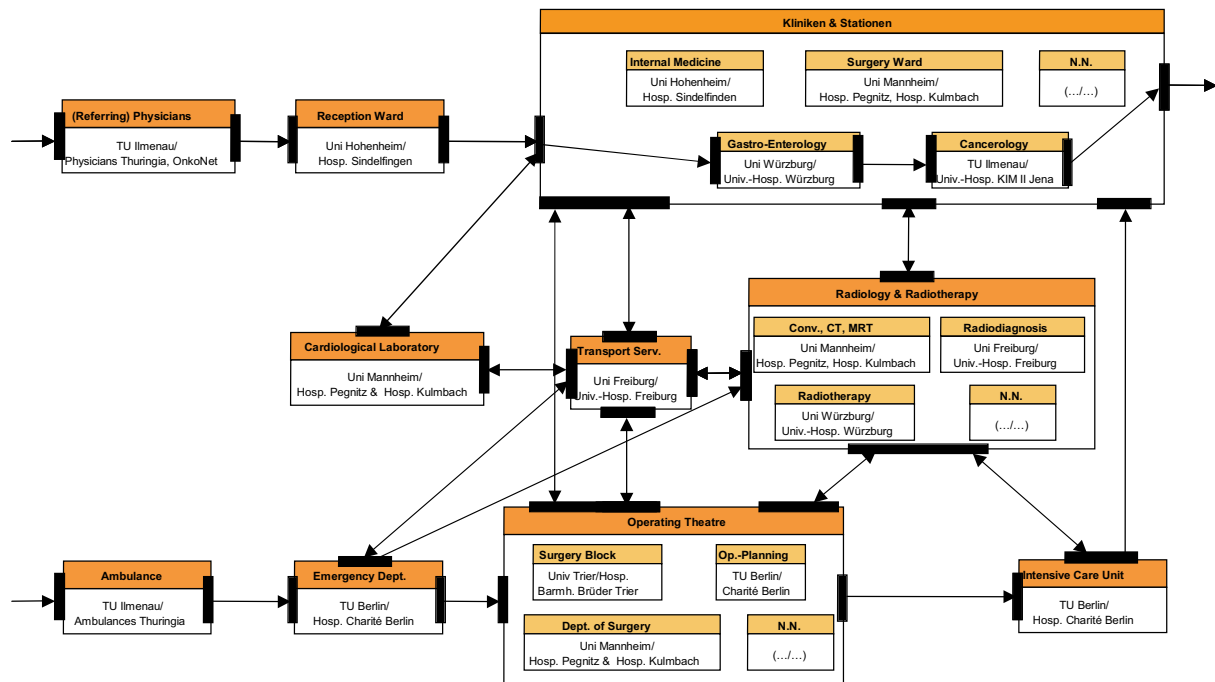 Kliniken & Stationen
Internal Medicine
Uni Hohenheim/
Hosp. Sindelfinden
Surgery Ward
Uni Mannheim/
Hosp. Pegnitz, Hosp. Kulmbach
N.N.
(.../...)
(Referring) Physicians
TU Ilmenau/
Physicians Thuringia, OnkoNet
Reception Ward
Uni Hohenheim/
Hosp. Sindelfingen
Gastro-Enterology
Uni Würzburg/
Univ.-Hosp. Würzburg
Cancerology
TU Ilmenau/
Univ.-Hosp. KIM II Jena
Radiology & Radiotherapy
Conv., CT, MRT
Uni Mannheim/
Hosp. Pegnitz, Hosp. Kulmbach
Radiodiagnosis
Uni Freiburg/
Univ.-Hosp. Freiburg
Radiotherapy
Uni Würzburg/
Univ.-Hosp. Würzburg
N.N.
(.../...)
Cardiological Laboratory
Uni Mannheim/
Hosp. Pegnitz & Hosp. Kulmbach
Transport Serv.
Uni Freiburg/
Univ.-Hosp. Freiburg
Operating Theatre
Surgery Block
Univ Trier/Hosp.
Barmh. Brüder Trier
Op.-Planning
TU Berlin/
Charité Berlin
Dept. of Surgery
Uni Mannheim/
Hosp. Pegnitz & Hosp. Kulmbach
N.N.
(.../...)
Ambulance
TU Ilmenau/
Ambulances Thuringia
Emergency Dept.
TU Berlin/
Hosp. Charité Berlin
Intensive Care Unit
TU Berlin/
Hosp. Charité Berlin